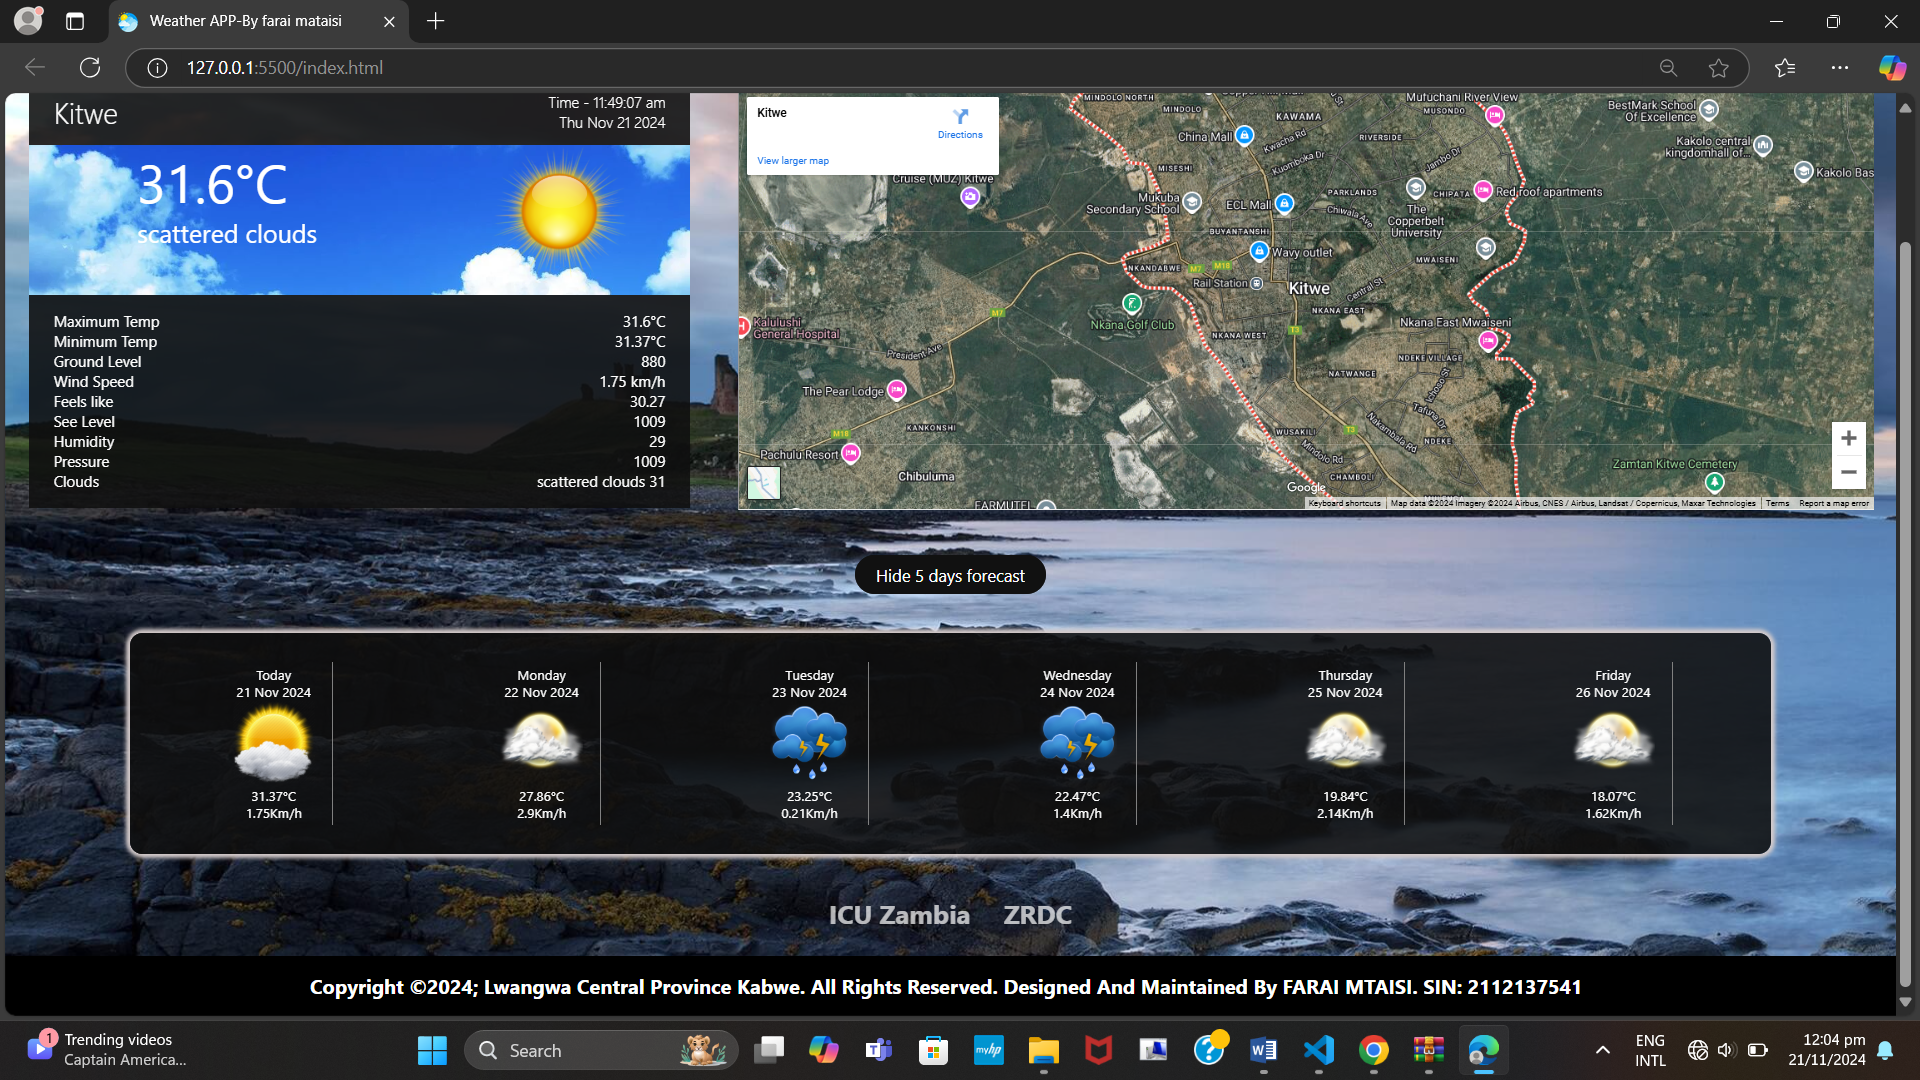 Weather APP-By farai mataisi
127.0.0.1:5500/index.html
Kitwe
Time - 11:49:07 am
Thu Nov 21 2024
31.6°C
scattered clouds
Maximum Temp 31.6°C
Minimum Temp 31.37°C
Ground Level 880
Wind Speed 1.75 km/h
Feels like 30.27
See Level 1009
Humidity 29
Pressure 1009
Clouds scattered clouds 31
Kitwe
Directions
View larger map
MINDOLO NORTH
MINDOLO
KAWAMA
Mufuchani River View
MUSONDO
BestMark School
Of Excellence
China Mall
Kwacha Rd
RIVERSIDE
Jambo Dr
Kakolo central
kingdomhall of...
Kuomboka Dr
MISESHI
Kakolo Bas
Cruise (MUZ) Kitwe
Mukuba
Secondary School
ECL Mall
PARKLANDS
CHIPATA
Red roof apartments
Chiwala Ave
The
Copperbelt
University
BUYANTANSHI
Wavy outlet
MWAISENI
NKANDABWE
M7
M18
Rail Station
Kitwe
Central St
NKANA EAST
Nkana Golf Club
Nkana East Mwaiseni
Kalulushi
General Hospital
M7
T3
NKANA WEST
President Ave
NDEKE VILLAGE
NATWANGE
Ichoso St
The Pear Lodge
Tafuna Dr
KANKONSHI
Nakambala Rd
M18
WUSAKILI
T3
NDEKE
Pachulu Resort
Mindolo Rd
Zamtan Kitwe Cemetery
Chibuluma
CHAMBOLI
Google
FARMUTEL
Keyboard shortcuts
Map data ©2024 Imagery ©2024 Airbus, CNES / Airbus, Landsat / Copernicus, Maxar Technologies
Terms
Report a map error
Hide 5 days forecast
Today
21 Nov 2024
31.37°C
1.75Km/h
Monday
22 Nov 2024
27.86°C
2.9Km/h
Tuesday
23 Nov 2024
23.25°C
0.21Km/h
Wednesday
24 Nov 2024
22.47°C
1.4Km/h
Thursday
25 Nov 2024
19.84°C
2.14Km/h
Friday
26 Nov 2024
18.07°C
1.62Km/h
ICU Zambia ZRDC
Copyright ©2024; Lwangwa Central Province Kabwe. All Rights Reserved. Designed And Maintained By FARAI MTAISI. SIN: 2112137541
1
Trending videos
Captain America...
Search
myhp
ENG
INTL
12:04 pm
21/11/2024